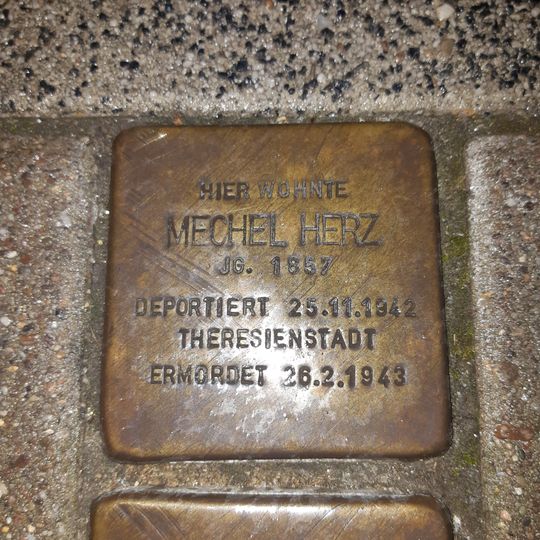 HIER WOHNTE
MECHEL HERZ
JG. 1857
DEPORTIERT 25.11.1942
THERESIENSTADT
ERMORDET 26.2.1943